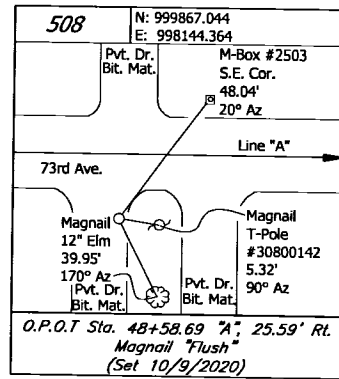 508
N: 999867.044
E: 998144.364
Pvt. Dr.
Bit. Mat.
M-Box #2503
S.E. Cor.
48.04'
20° Az
Line "A"
73rd Ave.
Magnail
12" Elm
39.95'
170° Az
Magnail
T-Pole
#30800142
5.32'
90° Az
Pvt. Dr.
Bit. Mat.
Pvt. Dr.
Bit. Mat.
O.P.O.T Sta. 48+58.69 "A", 25.59' Rt.
Magnail "Flush"
(Set 10/9/2020)